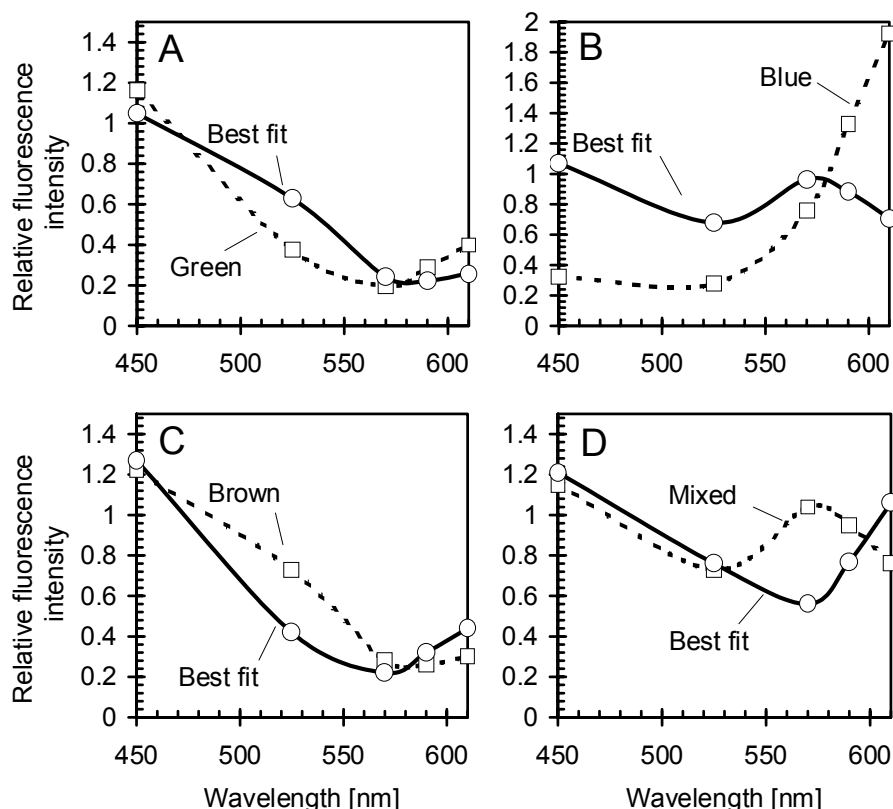 Relative fluorescence
intensity
A
1.4
1.2
1
0.8
0.6
0.4
0.2
0
Best fit
Green
450 500 550 600
B
2
1.8
1.6
1.4
1.2
1
0.8
0.6
0.4
0.2
0
Blue
Best fit
450 500 550 600
Relative fluorescence
intensity
C
1.4
1.2
1
0.8
0.6
0.4
0.2
0
Brown
Best fit
450 500 550 600
Wavelength [nm]
D
1.4
1.2
1
0.8
0.6
0.4
0.2
0
Mixed
Best fit
450 500 550 600
Wavelength [nm]